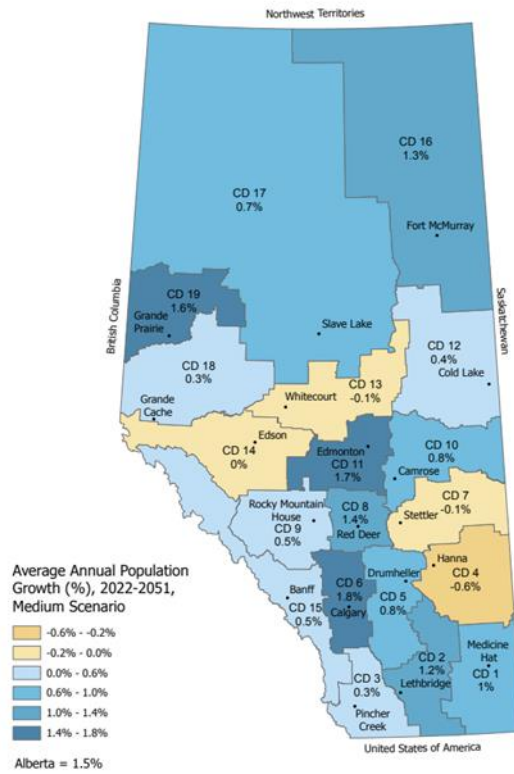 Northwest Territories
CD 16
1.3%
CD 17
0.7%
Fort McMurray
British Columbia
Saskatchewan
CD 19
1.6%
Grande
Prairie
Slave Lake
CD 12
0.4%
Cold Lake
CD 18
0.3%
CD 13
-0.1%
Whitecourt
Grande
Cache
Edson
CD 14
0%
Edmonton
CD 11
1.7%
CD 10
0.8%
Camrose
CD 7
-0.1%
Stettler
Rocky Mountain
House
CD 9
0.5%
CD 8
1.4%
Red Deer
Hanna
CD 4
-0.6%
Drumheller
CD 5
0.8%
CD 6
1.8%
Calgary
Banff
CD 15
0.5%
CD 2
1.2%
Lethbridge
Medicine
Hat
CD 1
1%
CD 3
0.3%
Pincher
Creek
United States of America
Average Annual Population
Growth (%), 2022-2051,
Medium Scenario
-0.6% - -0.2%
-0.2% - 0.0%
0.0% - 0.6%
0.6% - 1.0%
1.0% - 1.4%
1.4% - 1.8%
Alberta = 1.5%